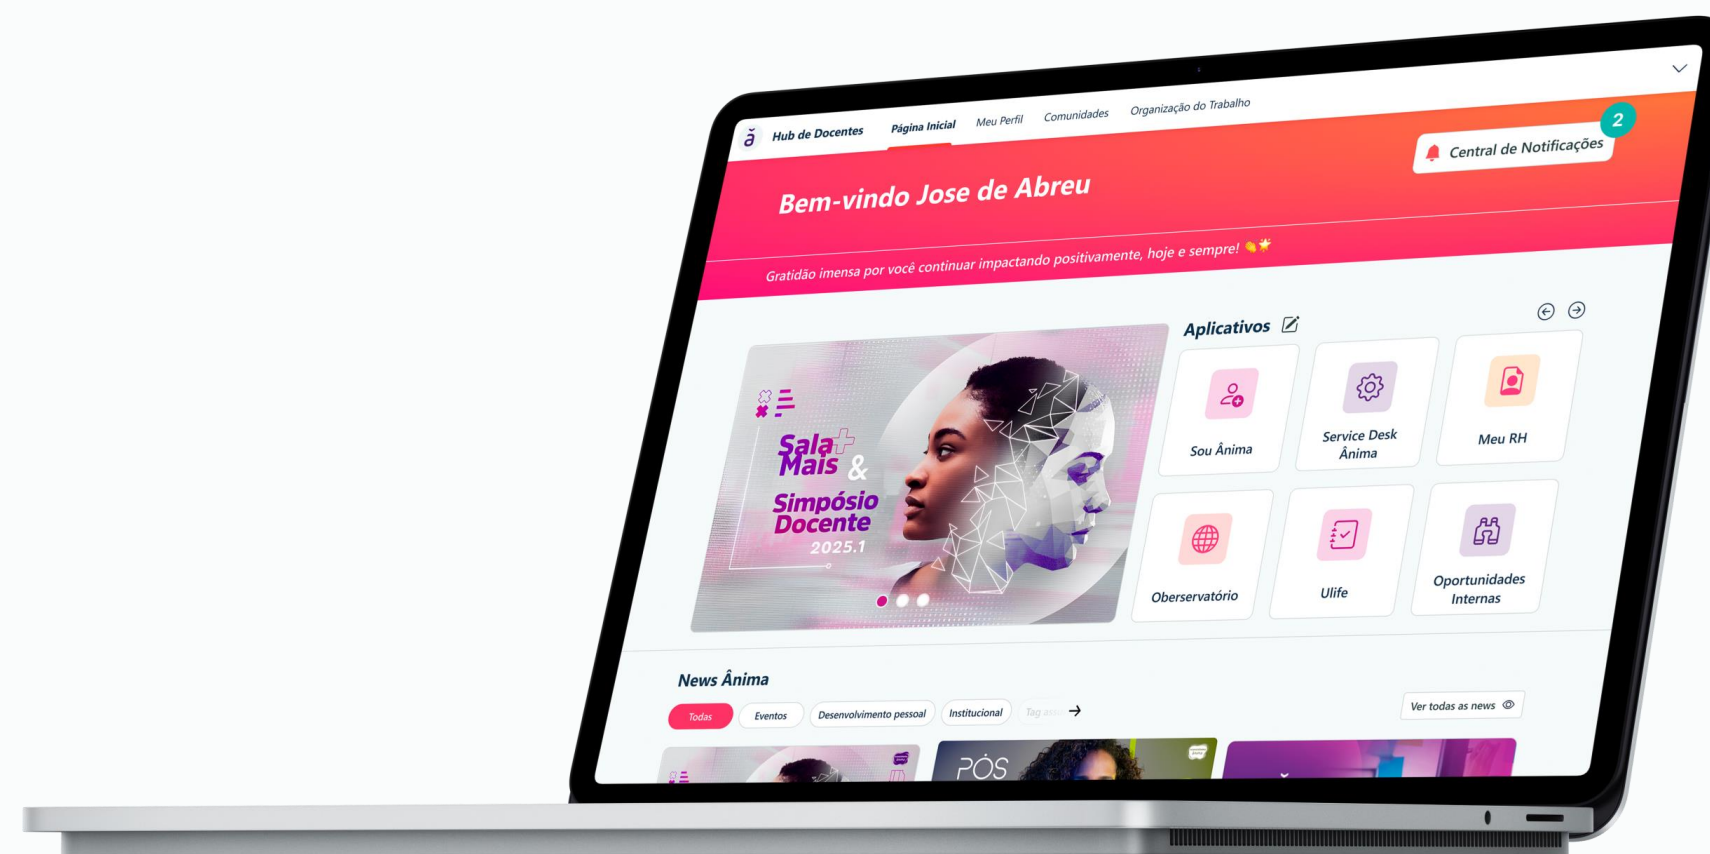 ă Hub de Docentes Página Inicial Meu Perfil Comunidades Organização do Trabalho
2
Central de Notificações
Bem-vindo Jose de Abreu
Gratidão imensa por você continuar impactando positivamente, hoje e sempre!
Sala+
Mais &
Simpósio
Docente
2025.1
Aplicativos
Sou Ânima
Service Desk
Ânima
Meu RH
Oberservatório
Ulife
Oportunidades
Internas
News Ânima
Todas Eventos Desenvolvimento pessoal Institucional Tag
Ver todas as news
PÓS